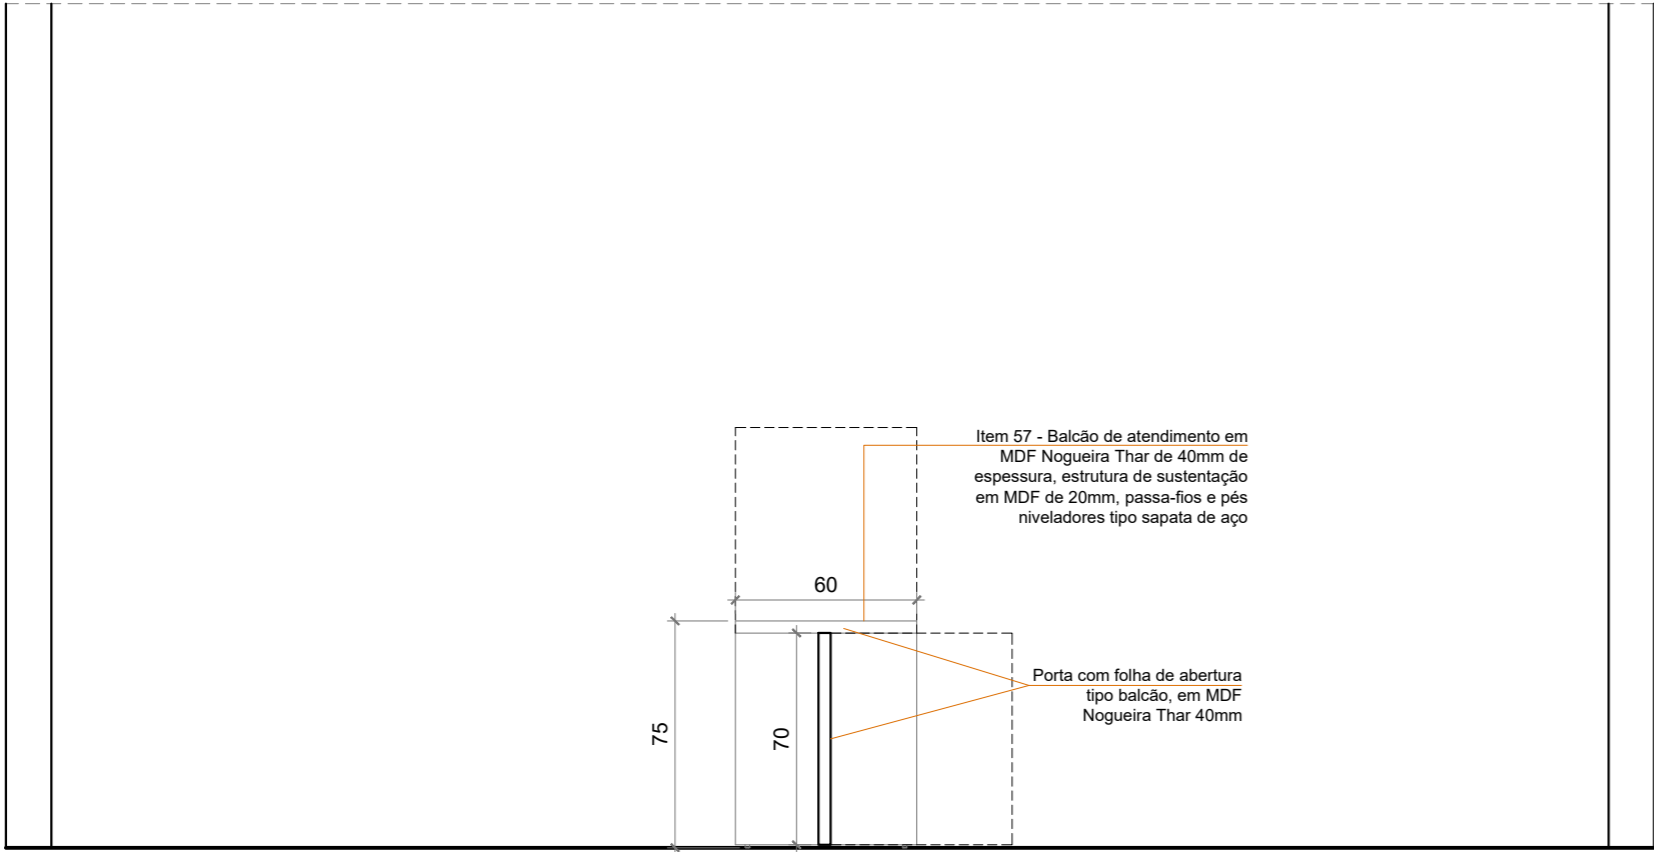 Item 57 - Balcão de atendimento em
MDF Nogueira Thar de 40mm de
espessura, estrutura de sustentação
em MDF de 20mm, passa-fios e pés
niveladores tipo sapata de aço
60
Porta com folha de abertura
tipo balcão, em MDF
Nogueira Thar 40mm
75
70